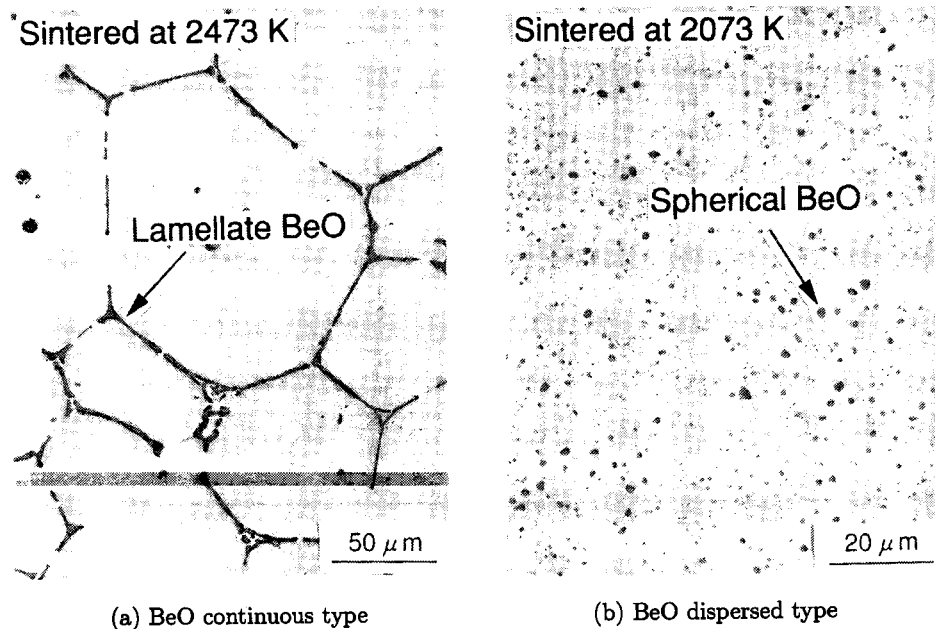 Sintered at 2473 K
Lamellate BeO
50 μm
(a) BeO continuous type
Sintered at 2073 K
Spherical BeO
20 μm
(b) BeO dispersed type